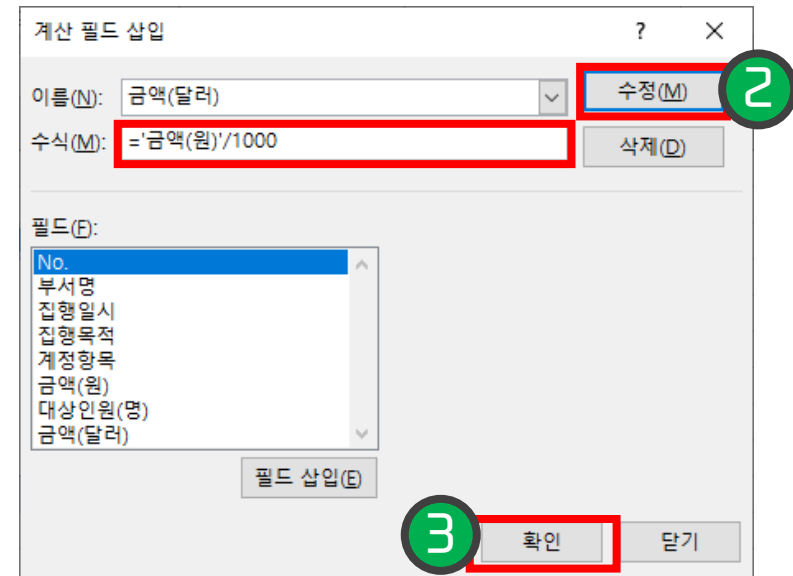 계산 필드 삽입
?
×
이름(N): 금액(달러)
수정(M)
2
수식(M): ='금액(원)'/1000
삭제(D)
필드(F):
No.
부서명
집행일시
집행목적
계정항목
금액(원)
대상인원(명)
금액(달러)
필드 삽입(E)
3
확인
닫기